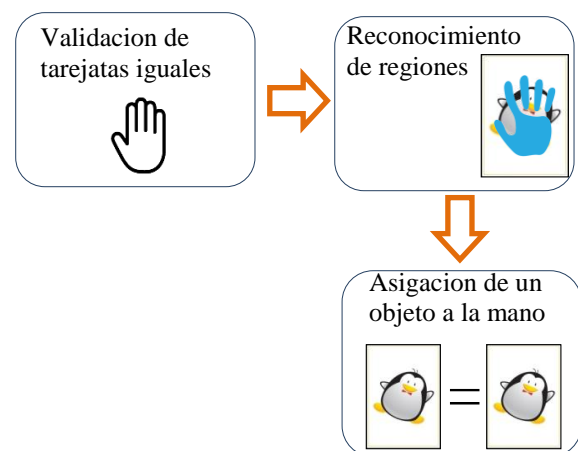 Validacion de
tarejatas iguales
Reconocimiento
de regiones
Asigacion de un
objeto a la mano
=